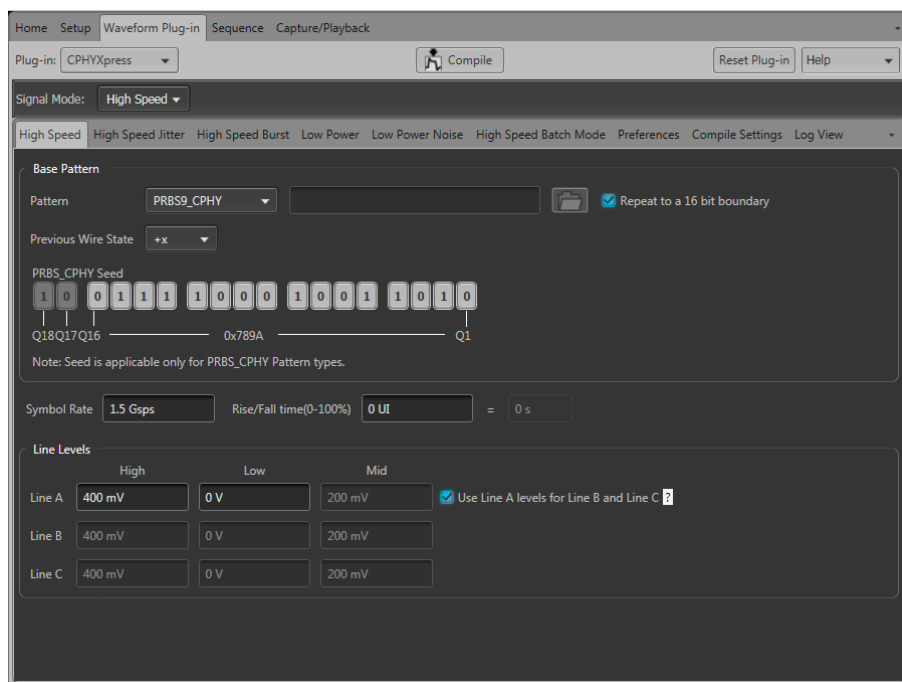 Home Setup Waveform Plug-in Sequence Capture/Playback
Plug-in: CPHYXpress Compile Reset Plug-in Help
Signal Mode: High Speed
High Speed High Speed Jitter High Speed Burst Low Power Low Power Noise High Speed Batch Mode Preferences Compile Settings Log View
Base Pattern
Pattern PRBS9_CPHY Repeat to a 16 bit boundary
Previous Wire State +x
PRBS_CPHY Seed
1 0 0 1 1 1 1 0 0 0 1 0 0 1 1 0 1 0
Q18 Q17 Q16 0x789A Q1
Note: Seed is applicable only for PRBS_CPHY Pattern types.
Symbol Rate 1.5 Gsps Rise/Fall time(0-100%) 0 UI = 0 s
Line Levels
High Low Mid
Line A 400 mV 0 V 200 mV Use Line A levels for Line B and Line C ?
Line B 400 mV 0 V 200 mV
Line C 400 mV 0 V 200 mV